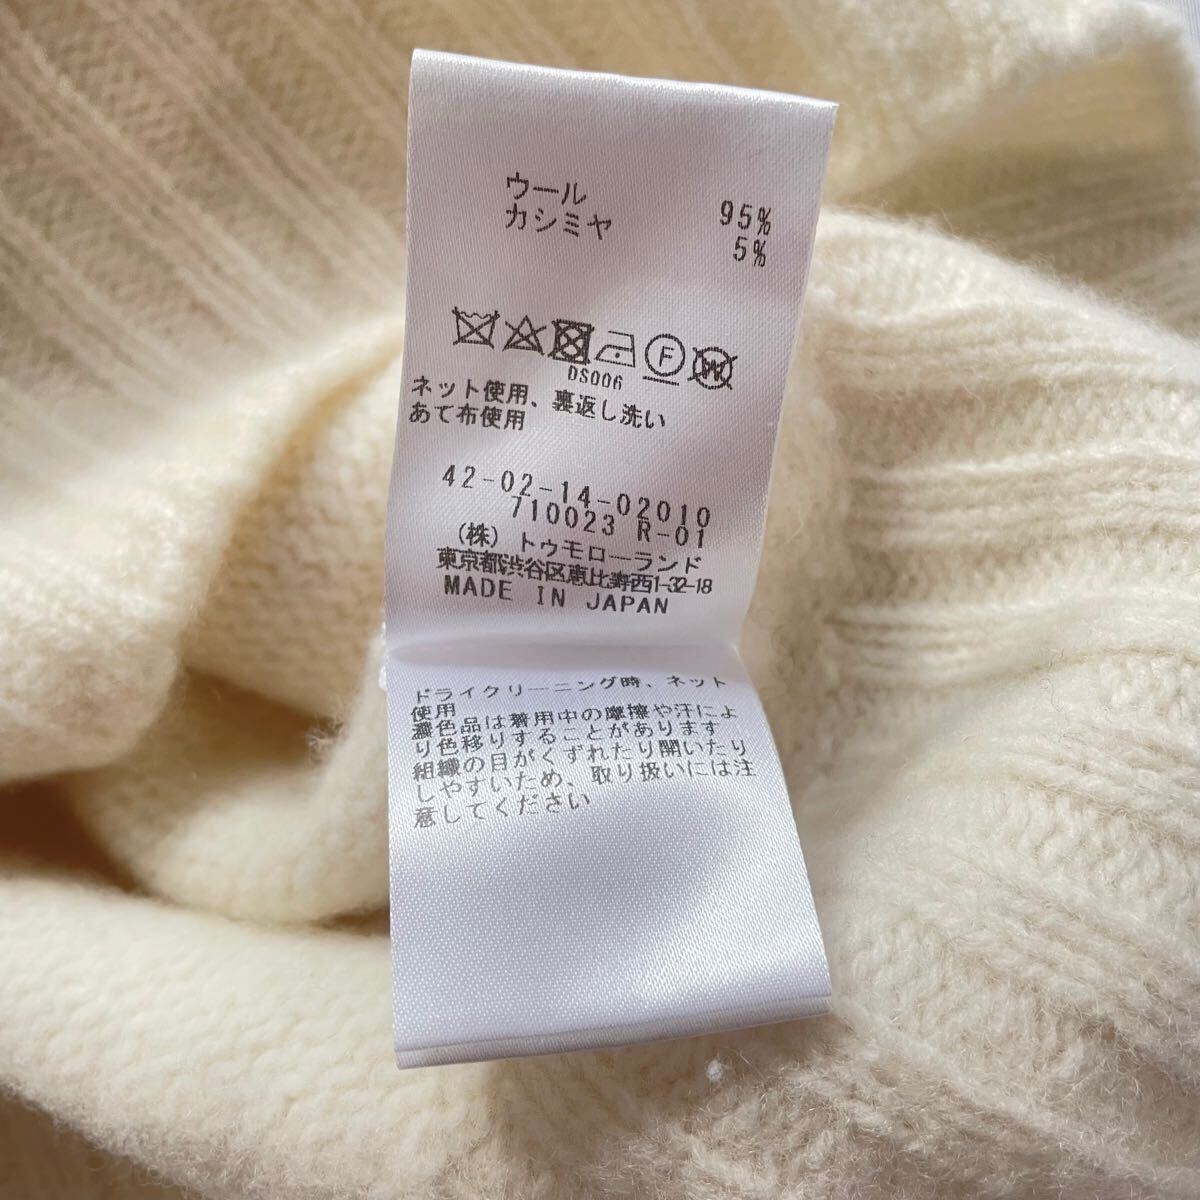 ウール 95%
カシミヤ 5%
F W
DS006
ネット使用、裏返し洗い
あて布使用
42-02-14-02010
710023 R-01
(株) トゥモローランド
東京都渋谷区恵比寿西1-32-18
MADE IN JAPAN
ドライクリーニング時、ネット
使用
濃色品は着用中の摩擦や汗によ
り色移りすることがあります
組織の目がくずれたり開いたり
しやすいため、取り扱いには注
意してください